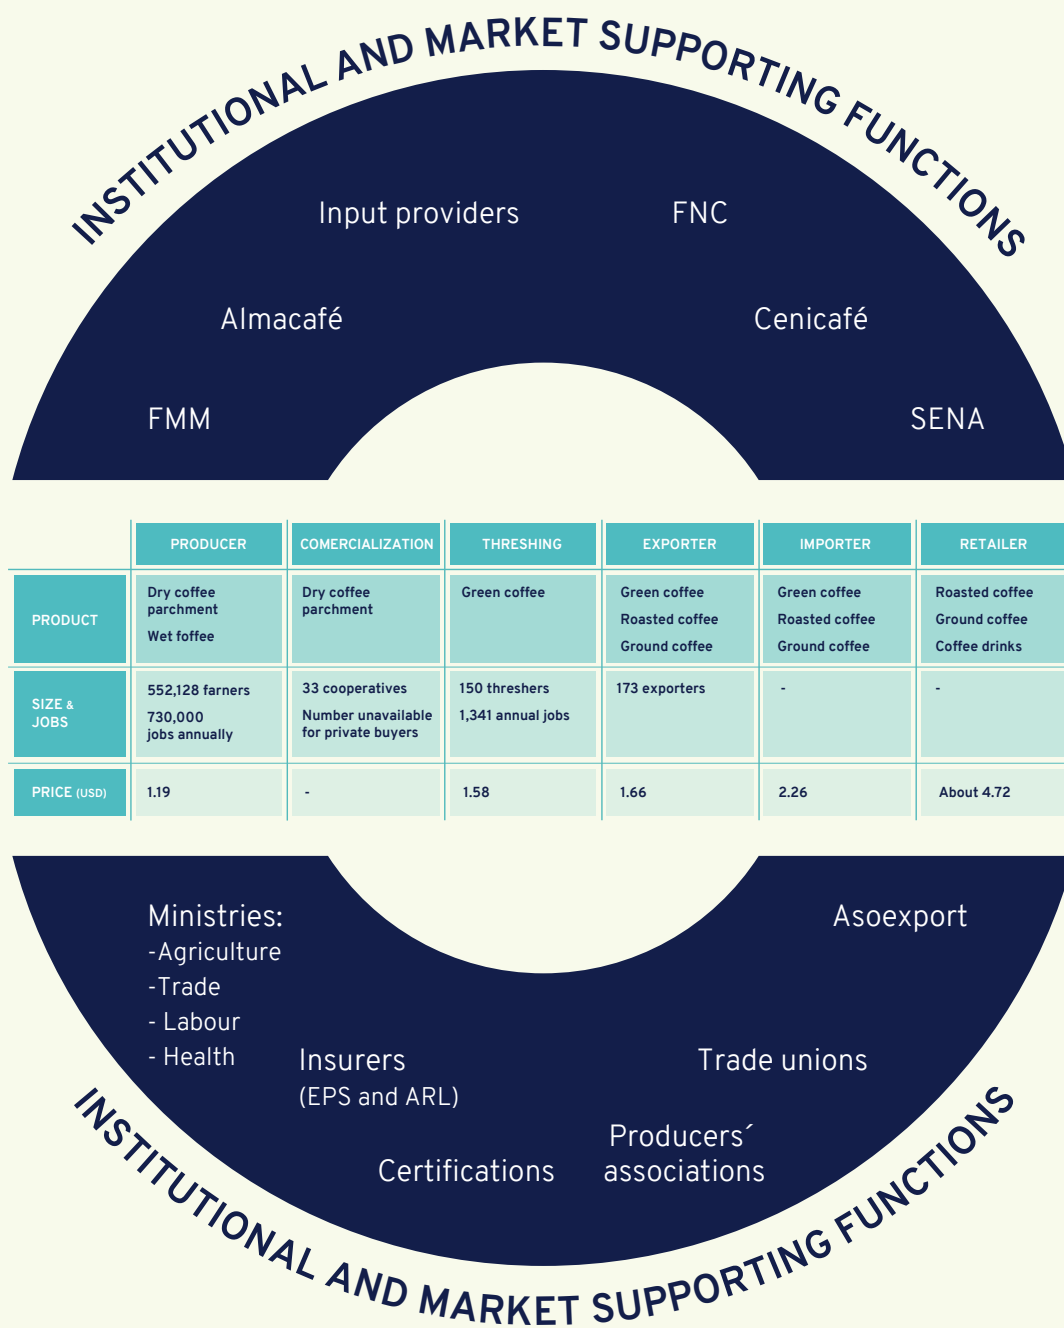 INSTITUTIONAL AND MARKET SUPPORTING FUNCTIONS
Input providers
FNC
Almacafé
Cenicafé
FMM
SENA
PRODUCER
COMERCIALIZATION
THRESHING
EXPORTER
IMPORTER
RETAILER
PRODUCT
Dry coffee
parchment
Wet foffee
Dry coffee
parchment
Green coffee
Green coffee
Roasted coffee
Ground coffee
Green coffee
Roasted coffee
Ground coffee
Roasted coffee
Ground coffee
Coffee drinks
SIZE &
JOBS
552,128 farners
730,000
jobs annually
33 cooperatives
Number unavailable
for private buyers
150 threshers
1,341 annual jobs
173 exporters
-
-
PRICE (USD)
1.19
-
1.58
1.66
2.26
About 4.72
Ministries:
-Agriculture
-Trade
- Labour
- Health
Asoexport
Insurers
(EPS and ARL)
Trade unions
Certifications
Producers´
associations
INSTITUTIONAL AND MARKET SUPPORTING FUNCTIONS